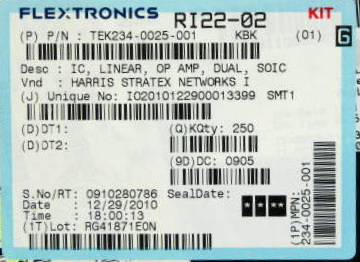 FLEXTRONICS RI22-02 KIT
(P) P/N : TEK234-0025-001 KBK (01)
G
Desc : IC, LINEAR, OP AMP, DUAL, SOIC
Vnd : HARRIS STRATEX NETWORKS I
(J) Unique No: I02010122900013399 SMT1
(D)DT1: (Q)KQty: 250
(D)DT2:
(9D)DC: 0905
S.No/RT: 0910280786 SealDate:
Date : 12/29/2010 * * **
Time : 18:00:13
(1T)Lot: RG41871E0N
(1P)MPN:
234-0025-001